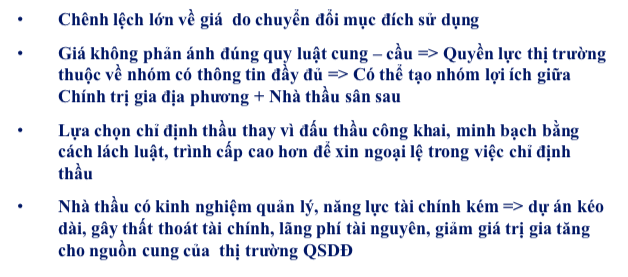 • Chênh lệch lớn về giá do chuyển đổi mục đích sử dụng
• Giá không phản ánh đúng quy luật cung – cầu => Quyền lực thị trường
thuộc về nhóm có thông tin đầy đủ => Có thể tạo nhóm lợi ích giữa
Chính trị gia địa phương + Nhà thầu sân sau
• Lựa chọn chỉ định thầu thay vì đấu thầu công khai, minh bạch bằng
cách lách luật, trình cấp cao hơn để xin ngoại lệ trong việc chỉ định
thầu
• Nhà thầu có kinh nghiệm quản lý, năng lực tài chính kém => dự án kéo
dài, gây thất thoát tài chính, lãng phí tài nguyên, giảm giá trị gia tăng
cho nguồn cung của thị trường QSDĐ